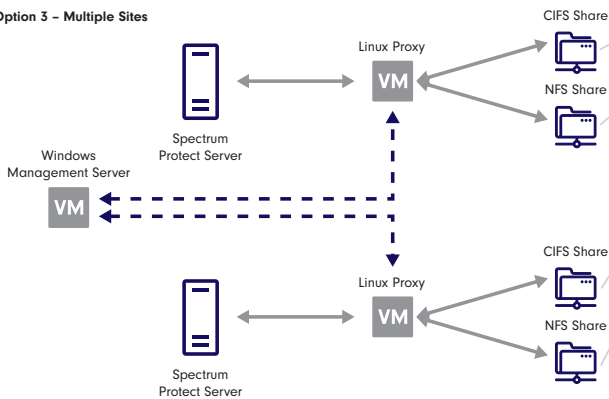 Option 3 – Multiple Sites
CIFS Share
Linux Proxy
VM
NFS Share
Spectrum
Protect Server
Windows
Management Server
VM
CIFS Share
Linux Proxy
VM
NFS Share
Spectrum
Protect Server